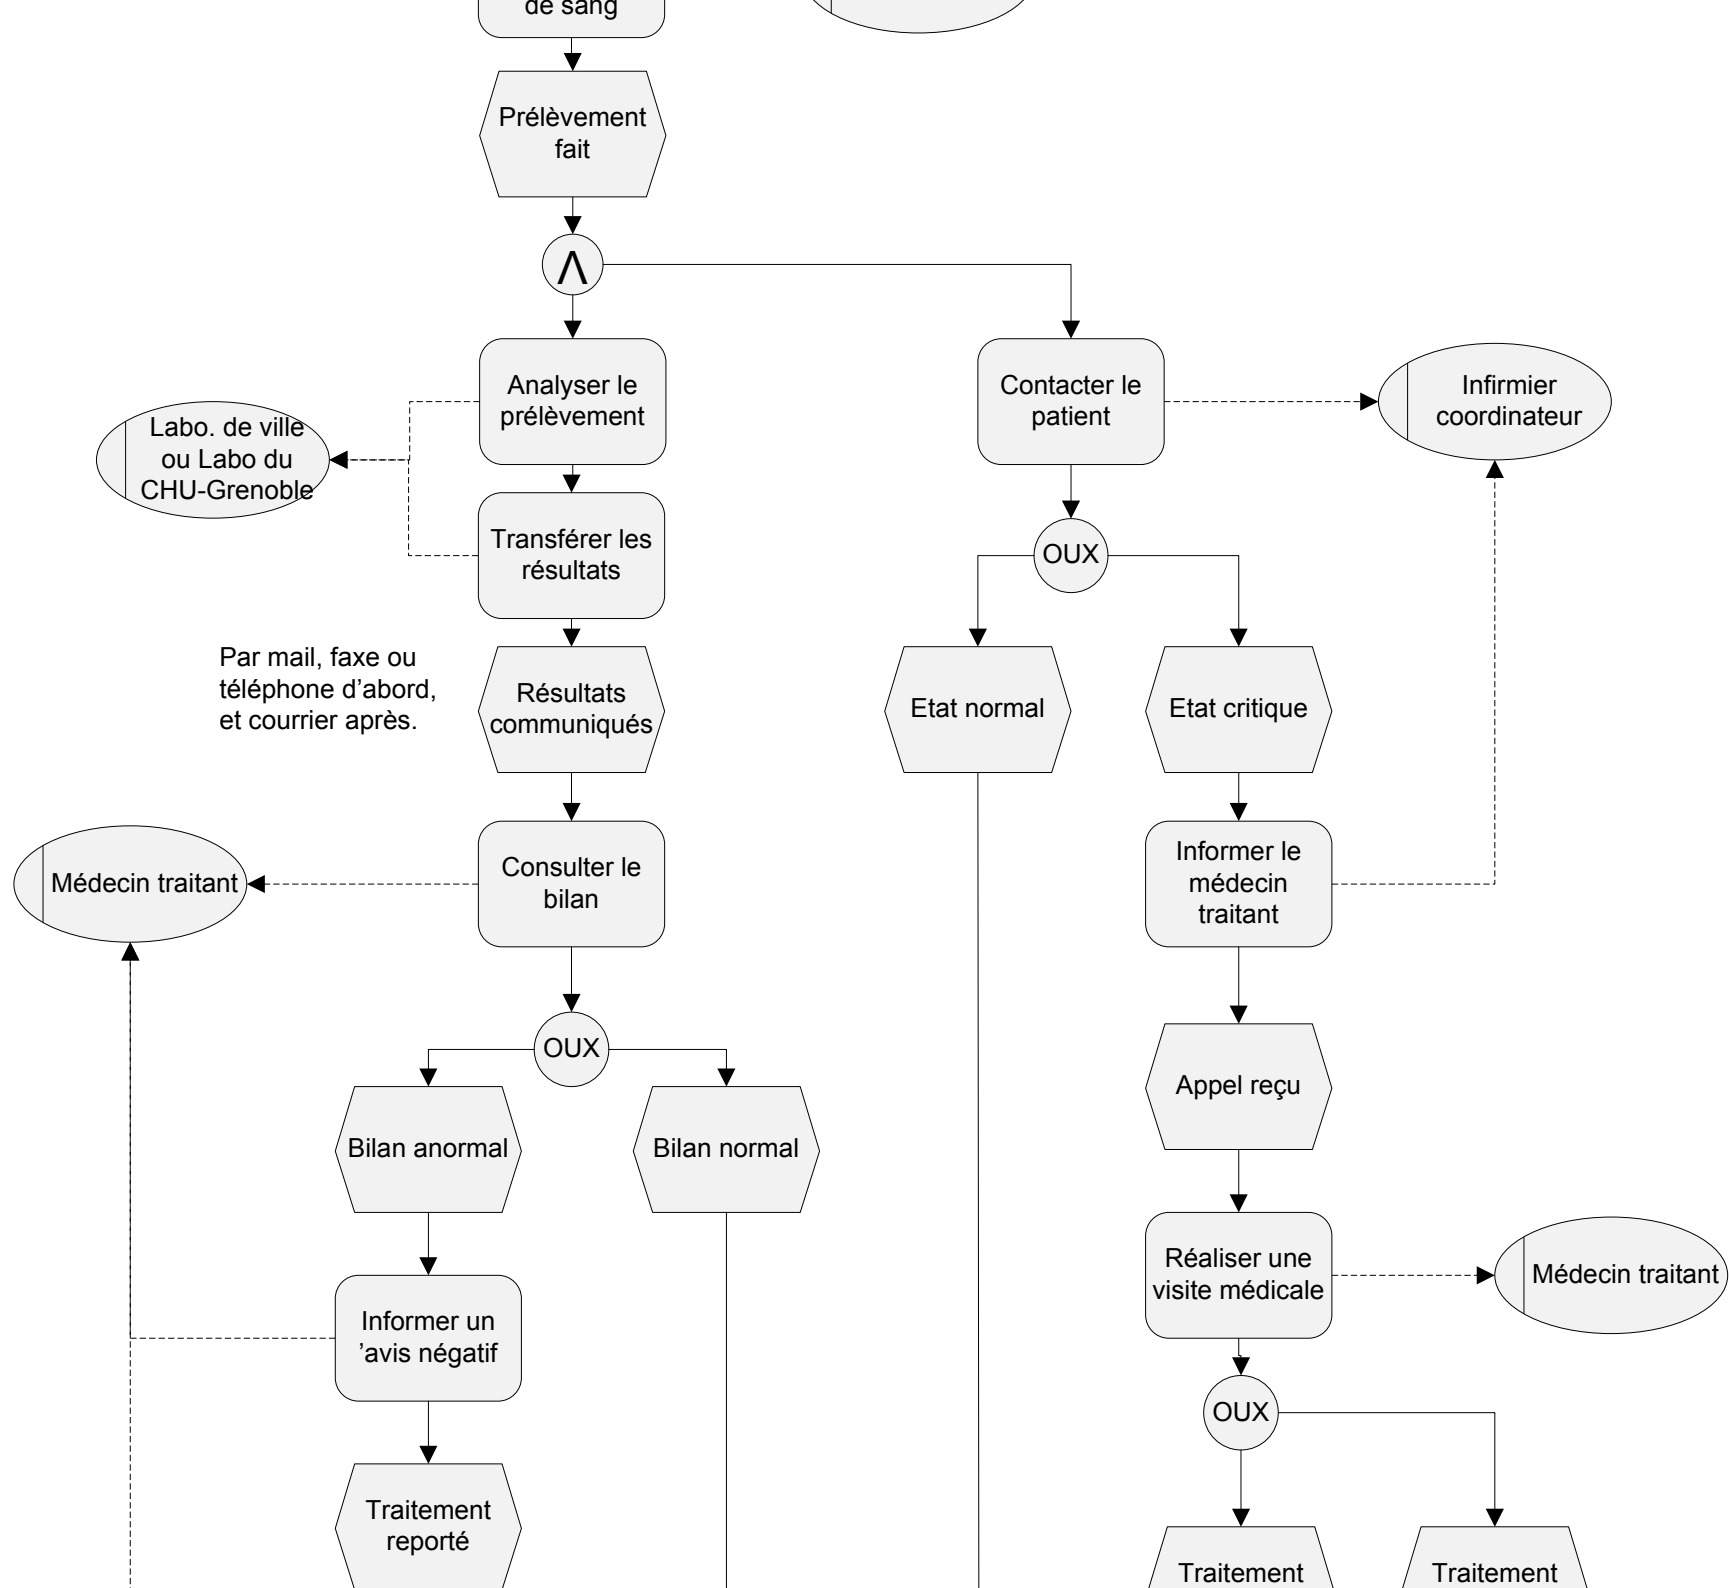 de sang
Prélèvement
fait
Λ
Analyser le
prélèvement
Contacter le
patient
Infirmier
coordinateur
Labo. de ville
ou Labo du
CHU-Grenoble
Transférer les
résultats
OUX
Par mail, faxe ou
téléphone d’abord,
et courrier après.
Résultats
communiqués
Etat normal
Etat critique
Médecin traitant
Consulter le
bilan
Informer le
médecin
traitant
OUX
Appel reçu
Bilan anormal
Bilan normal
Réaliser une
visite médicale
Médecin traitant
Informer un
’avis négatif
OUX
Traitement
reporté
Traitement
Traitement